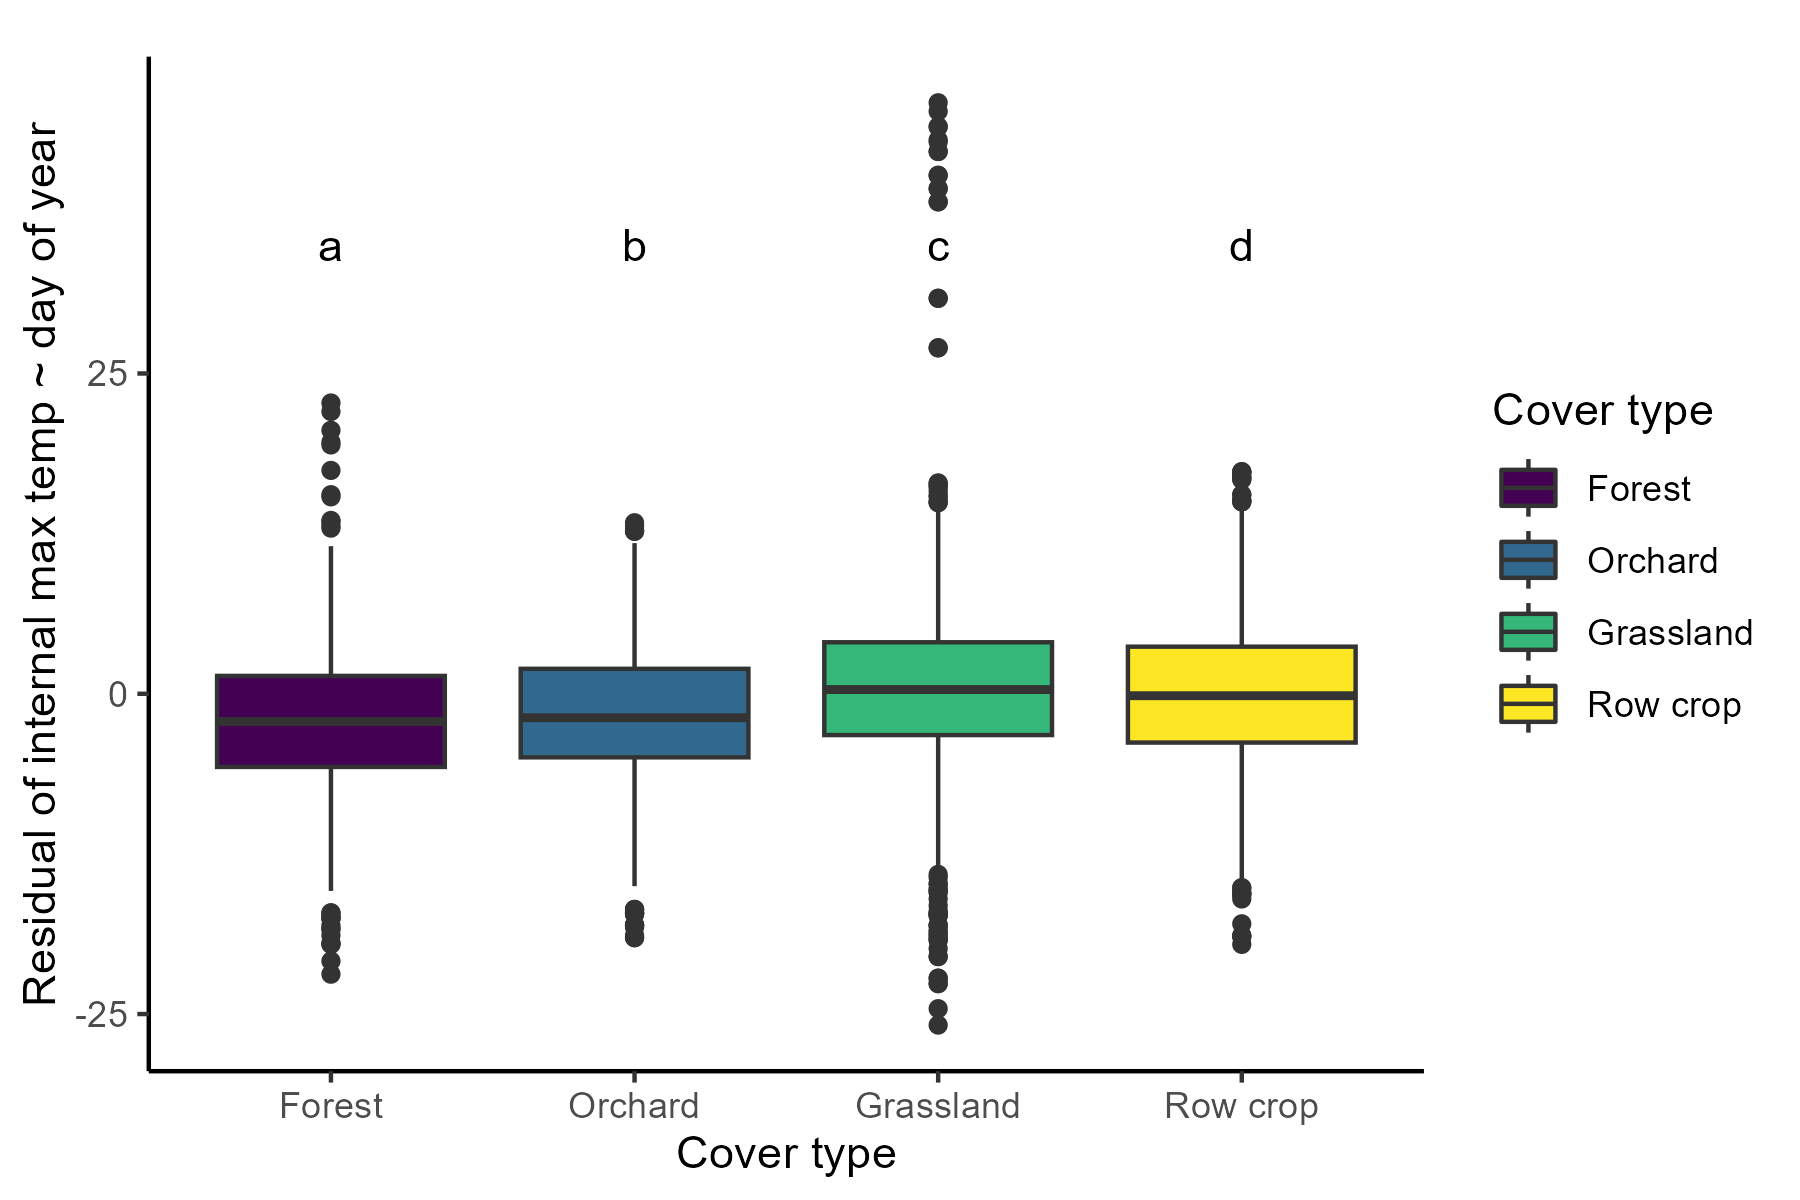 Residual of internal max temp ~ day of year
25
0
-25
a
b
c
d
Forest
Orchard
Grassland
Row crop
Cover type
Cover type
Forest
Orchard
Grassland
Row crop